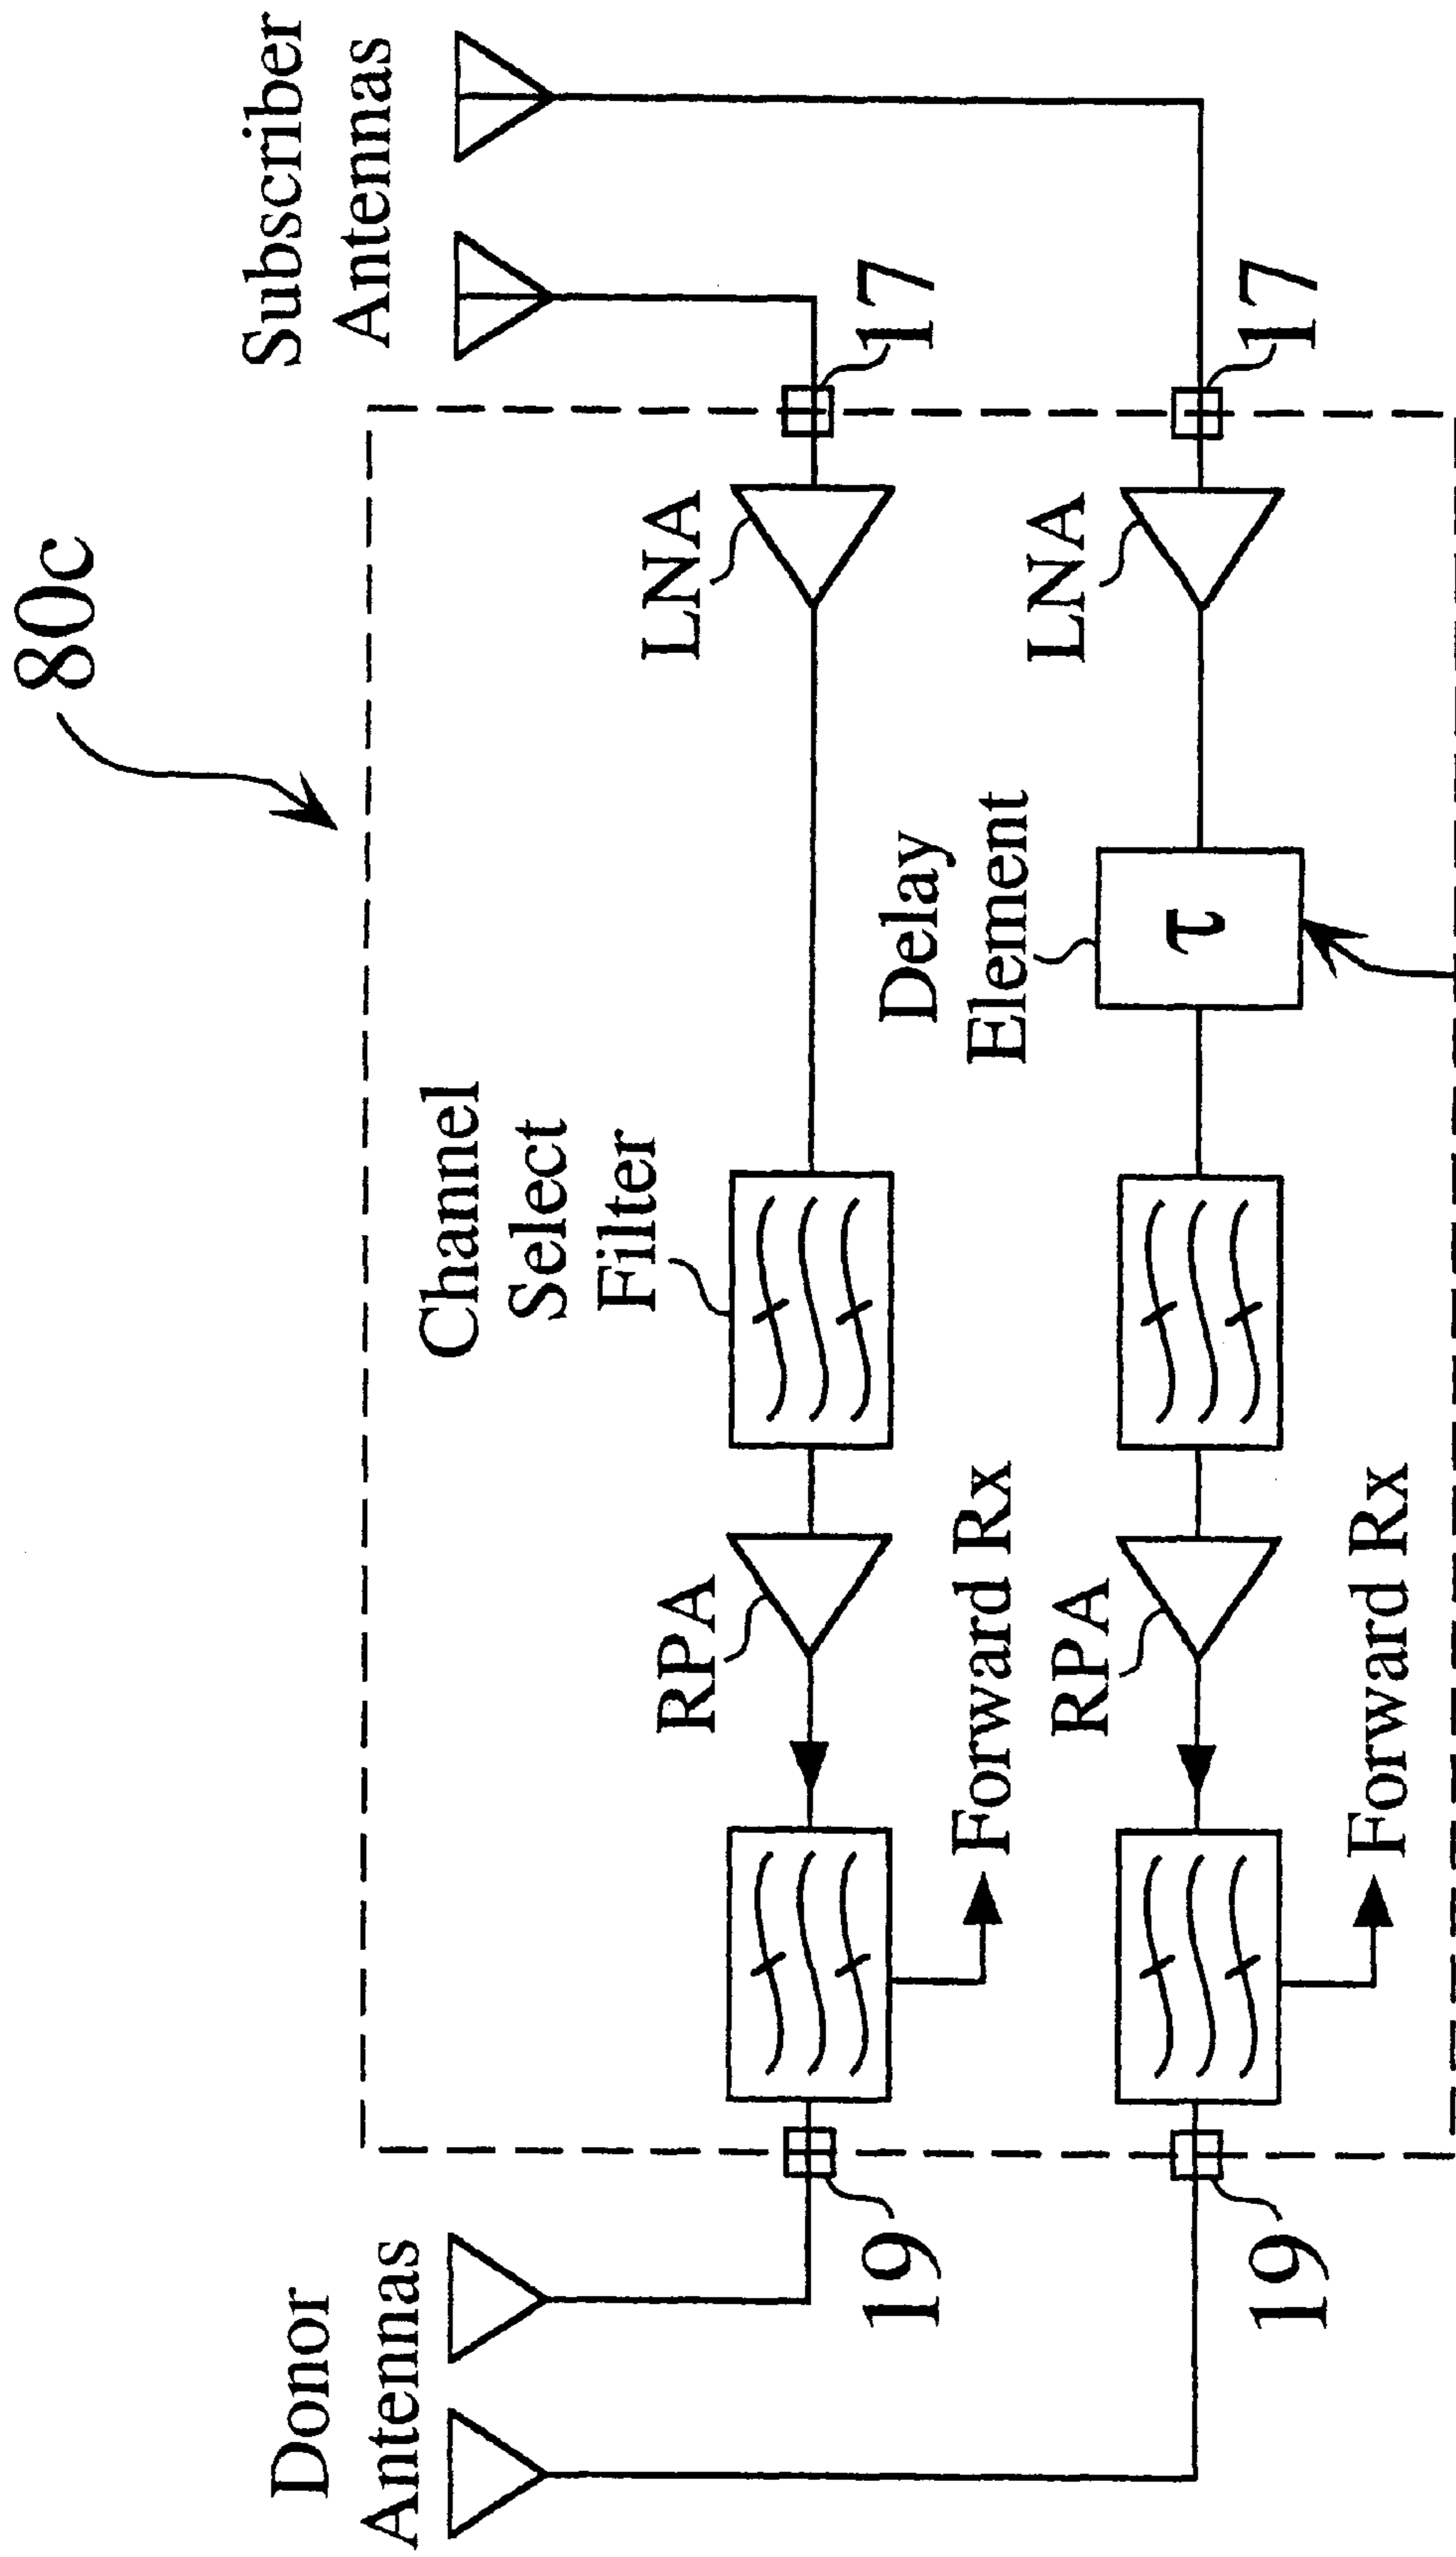 80c
Subscriber
Antennas
Donor
Antennas
Channel
Select
Filter
LNA
RPA
17
19
Forward Rx
Delay
Element
LNA
RPA
τ
17
19
Forward Rx